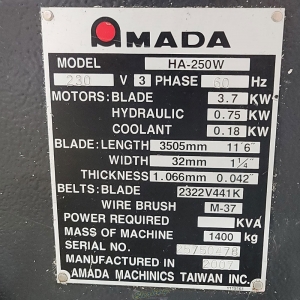 AMADA
MODEL HA-250W
230 V 3 PHASE 60 Hz
MOTORS: BLADE 3.7 KW
HYDRAULIC 0.75 KW
COOLANT 0.18 KW
BLADE: LENGTH 3505mm 11'6"
WIDTH 32mm 1¼"
THICKNESS 1.066mm 0.042"
BELTS: BLADE 2322V441K
WIRE BRUSH M-37
POWER REQUIRED KVA
MASS OF MACHINE 1400 kg
SERIAL NO.
MANUFACTURED IN 2007
AMADA MACHINICS TAIWAN INC.